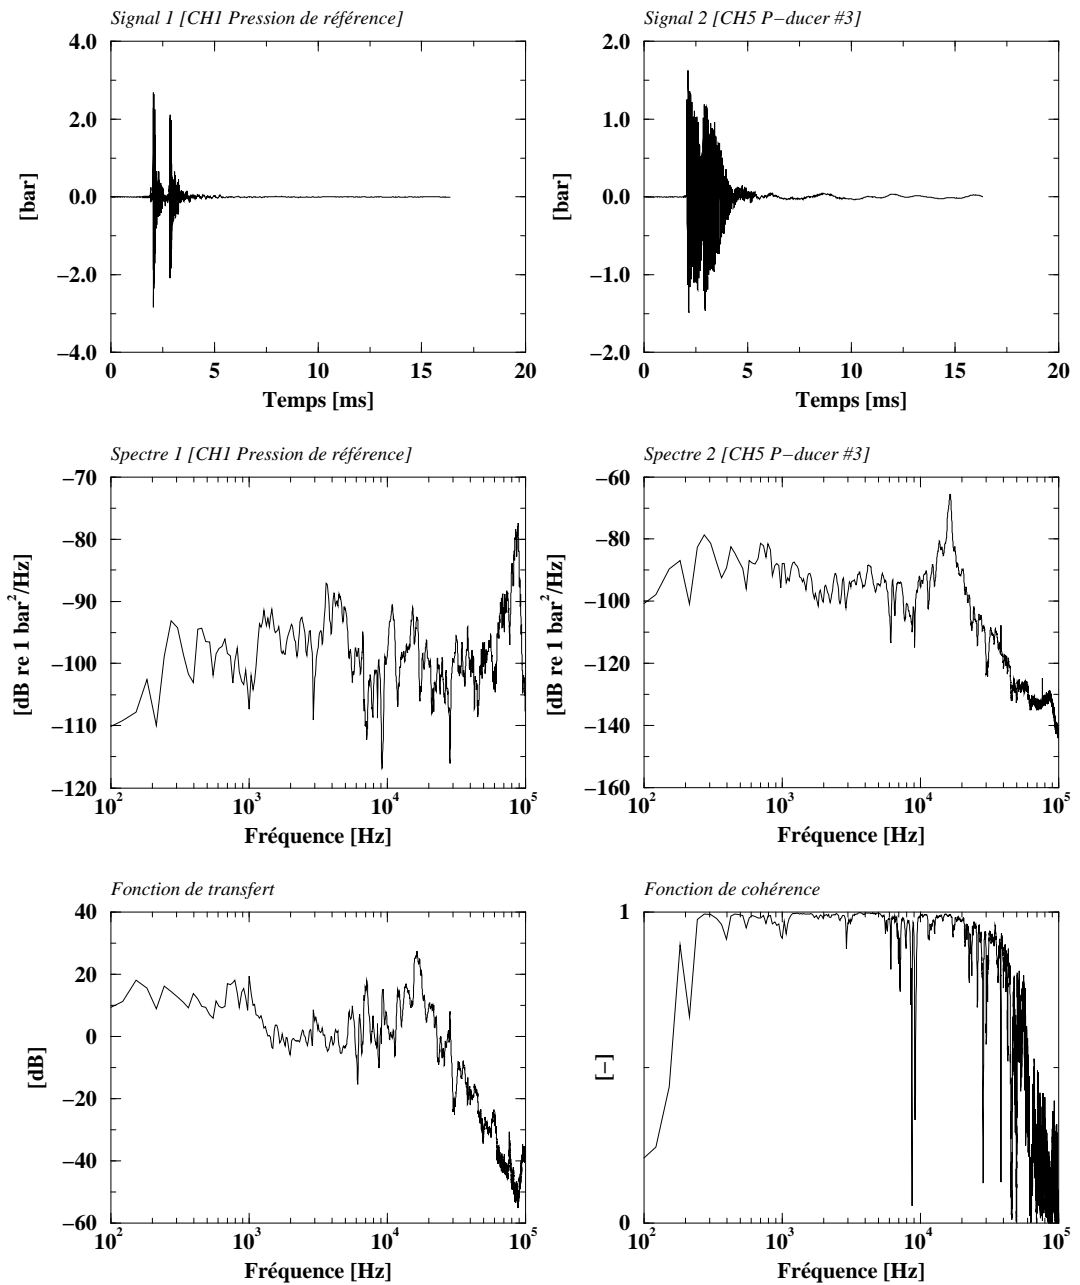 Signal 1 [CH1 Pression de référence]
4.0
2.0
0.0
−2.0
−4.0
[bar]
0 5 10 15 20
Temps [ms]
Signal 2 [CH5 P−ducer #3]
2.0
1.0
0.0
−1.0
−2.0
[bar]
0 5 10 15 20
Temps [ms]
Spectre 1 [CH1 Pression de référence]
−70
−80
−90
−100
−110
−120
[dB re 1 bar²/Hz]
10² 10³ 10⁴ 10⁵
Fréquence [Hz]
Spectre 2 [CH5 P−ducer #3]
−60
−80
−100
−120
−140
−160
[dB re 1 bar²/Hz]
10² 10³ 10⁴ 10⁵
Fréquence [Hz]
Fonction de transfert
40
20
0
−20
−40
−60
[dB]
10² 10³ 10⁴ 10⁵
Fréquence [Hz]
Fonction de cohérence
1
0
[−]
10² 10³ 10⁴ 10⁵
Fréquence [Hz]